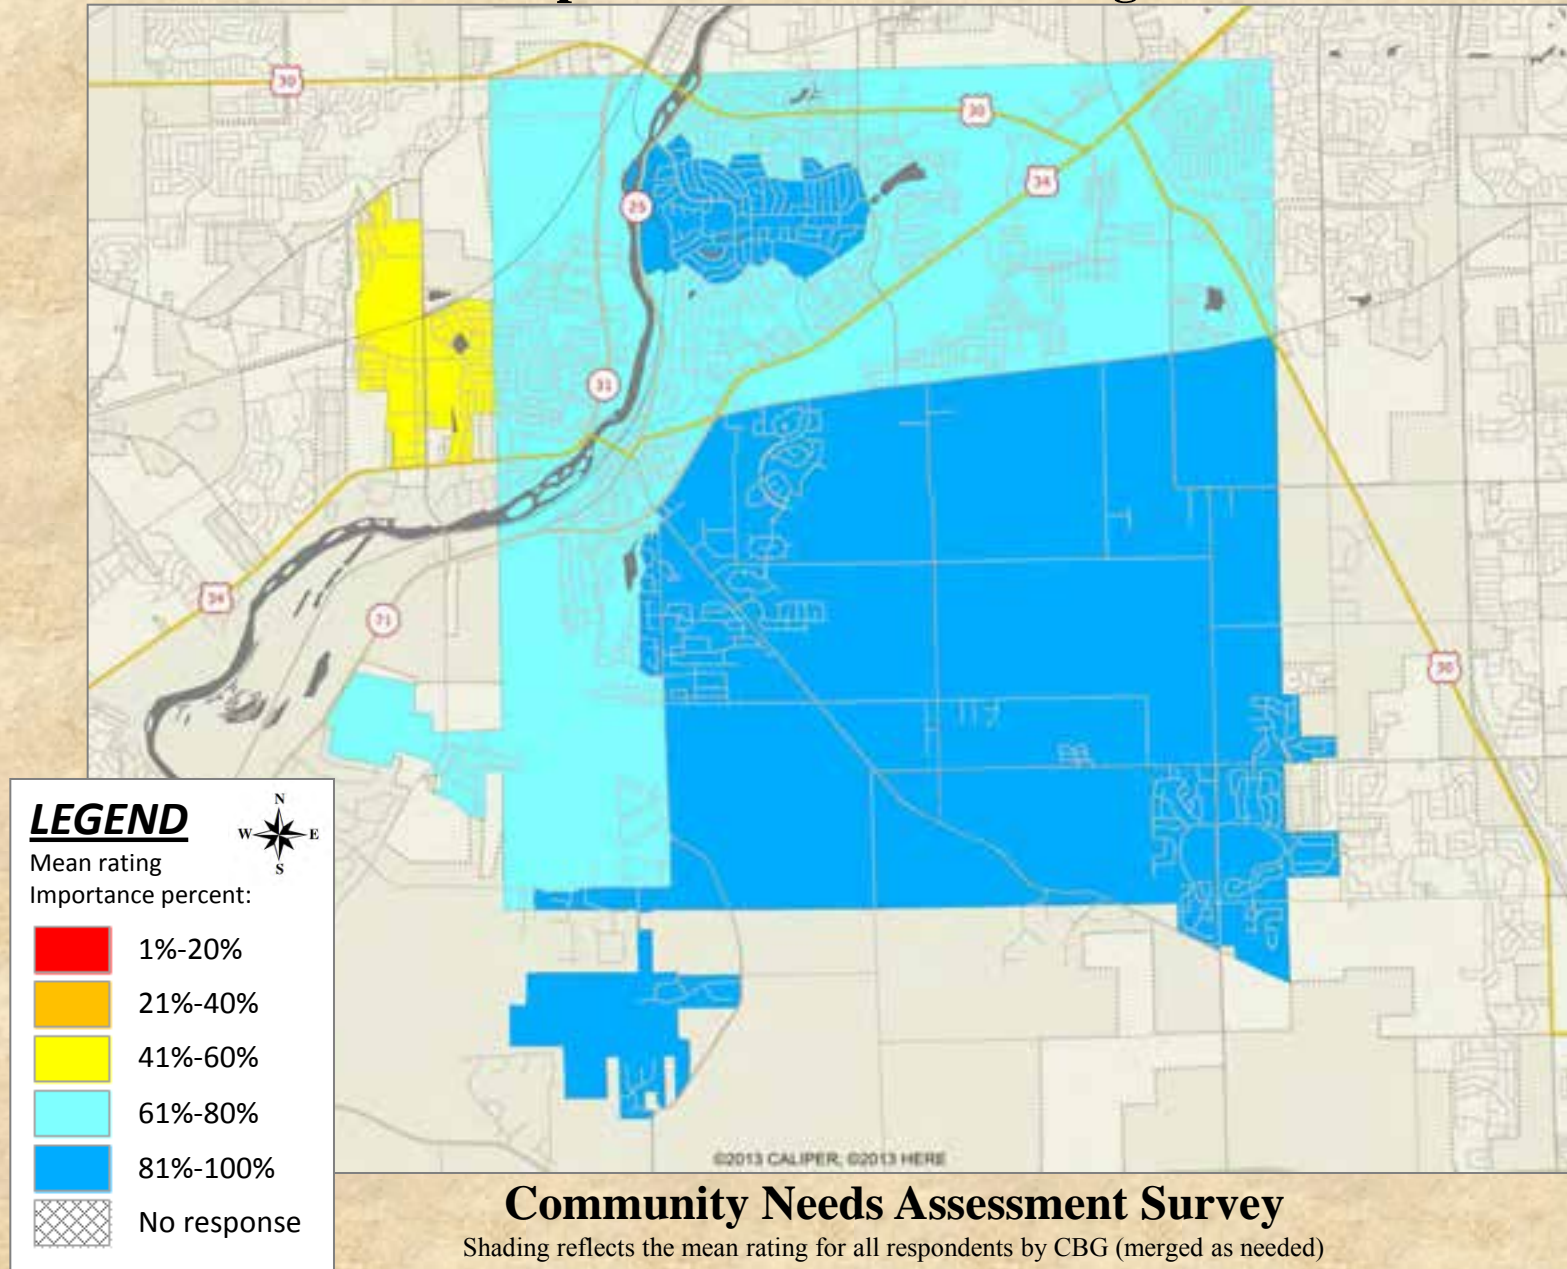 30
30
34
25
31
34
71
30
LEGEND
N
W E
S
Mean rating
Importance percent:
1%-20%
21%-40%
41%-60%
61%-80%
81%-100%
No response
©2013 CALIPER, ©2013 HERE
Community Needs Assessment Survey
Shading reflects the mean rating for all respondents by CBG (merged as needed)